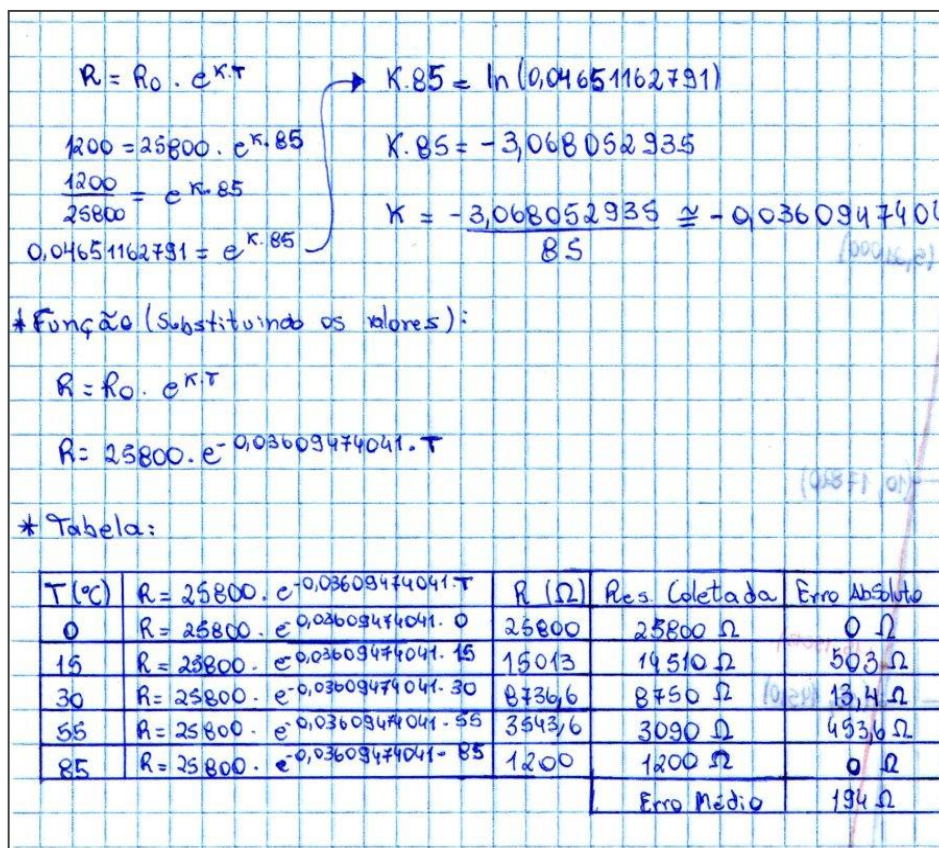 R = R₀ . e^K.T
1200 = 25800 . e^K.85
1200/25800 = e^K.85
0,04651162791 = e^K.85
K.85 = ln(0,04651162791)
K.85 = -3,068052935
K = -3,068052935/85 ≅ -0,0360947404
* Função (Substituindo os valores):
R = R₀ . e^K.T
R = 25800 . e^-0,03609474041.T
(10, 17820)
* Tabela:
T (°C) R = 25800 . e^-0,03609474041.T R (Ω) Res. Coletada Erro Absoluto
0 R = 25800 . e^-0,03609474041.0 25800 25800 Ω 0 Ω
15 R = 25800 . e^-0,03609474041.15 15013 14510 Ω 503 Ω
30 R = 25800 . e^-0,03609474041.30 8736,6 8750 Ω 13,4 Ω
55 R = 25800 . e^-0,03609474041.55 3543,6 3090 Ω 453,6 Ω
85 R = 25800 . e^-0,03609474041.85 1200 1200 Ω 0 Ω
Erro Médio 194 Ω